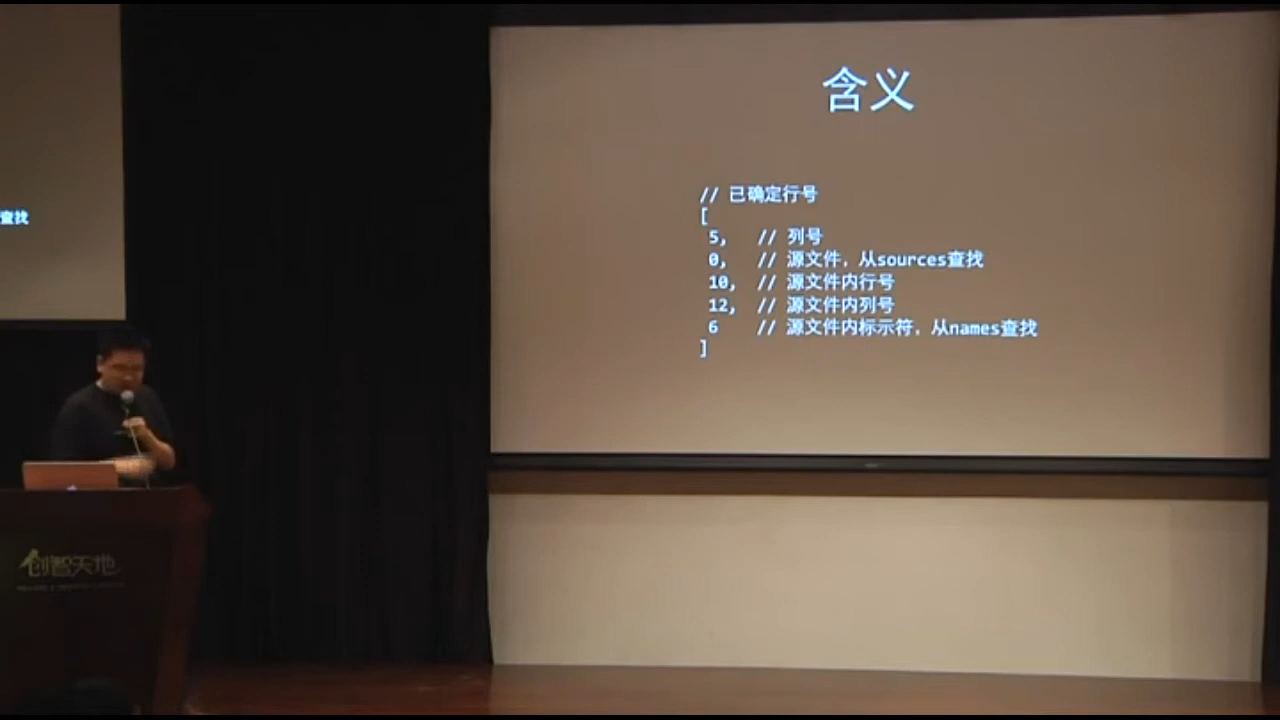 含义
// 已确定行号
[
5, // 列号
0, // 源文件，从sources查找
10, // 源文件内行号
12, // 源文件内列号
6 // 源文件内标示符，从names查找
]
查找
创智天地